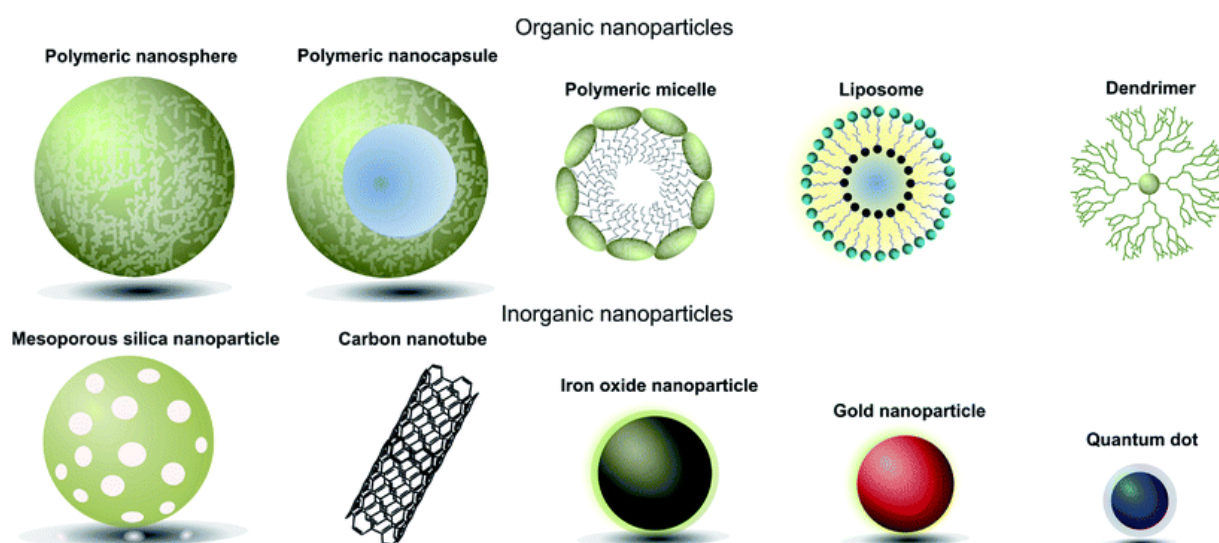 Organic nanoparticles
Polymeric nanosphere
Polymeric nanocapsule
Polymeric micelle
Liposome
Dendrimer
Inorganic nanoparticles
Mesoporous silica nanoparticle
Carbon nanotube
Iron oxide nanoparticle
Gold nanoparticle
Quantum dot